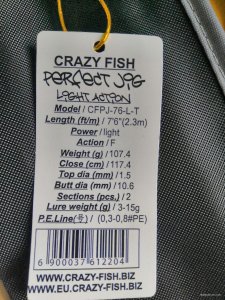 CRAZY FISH
PERFECT JIG
LIGHT ACTION
Model / CFPJ-76-L-T
Length (ft/m) / 7'6"(2.3m)
Power / light
Action / F
Weight (g) / 107.4
Close (cm) / 117.4
Top dia (mm) / 1.5
Butt dia (mm) / 10.6
Sections (pcs) / 2
Lure weight (g) / 3-15g
P.E.Line(号) / (0,3-0,8#PE)
6 900037 612204
WWW.CRAZY-FISH.BIZ
WWW.EU.CRAZY-FISH.BIZ